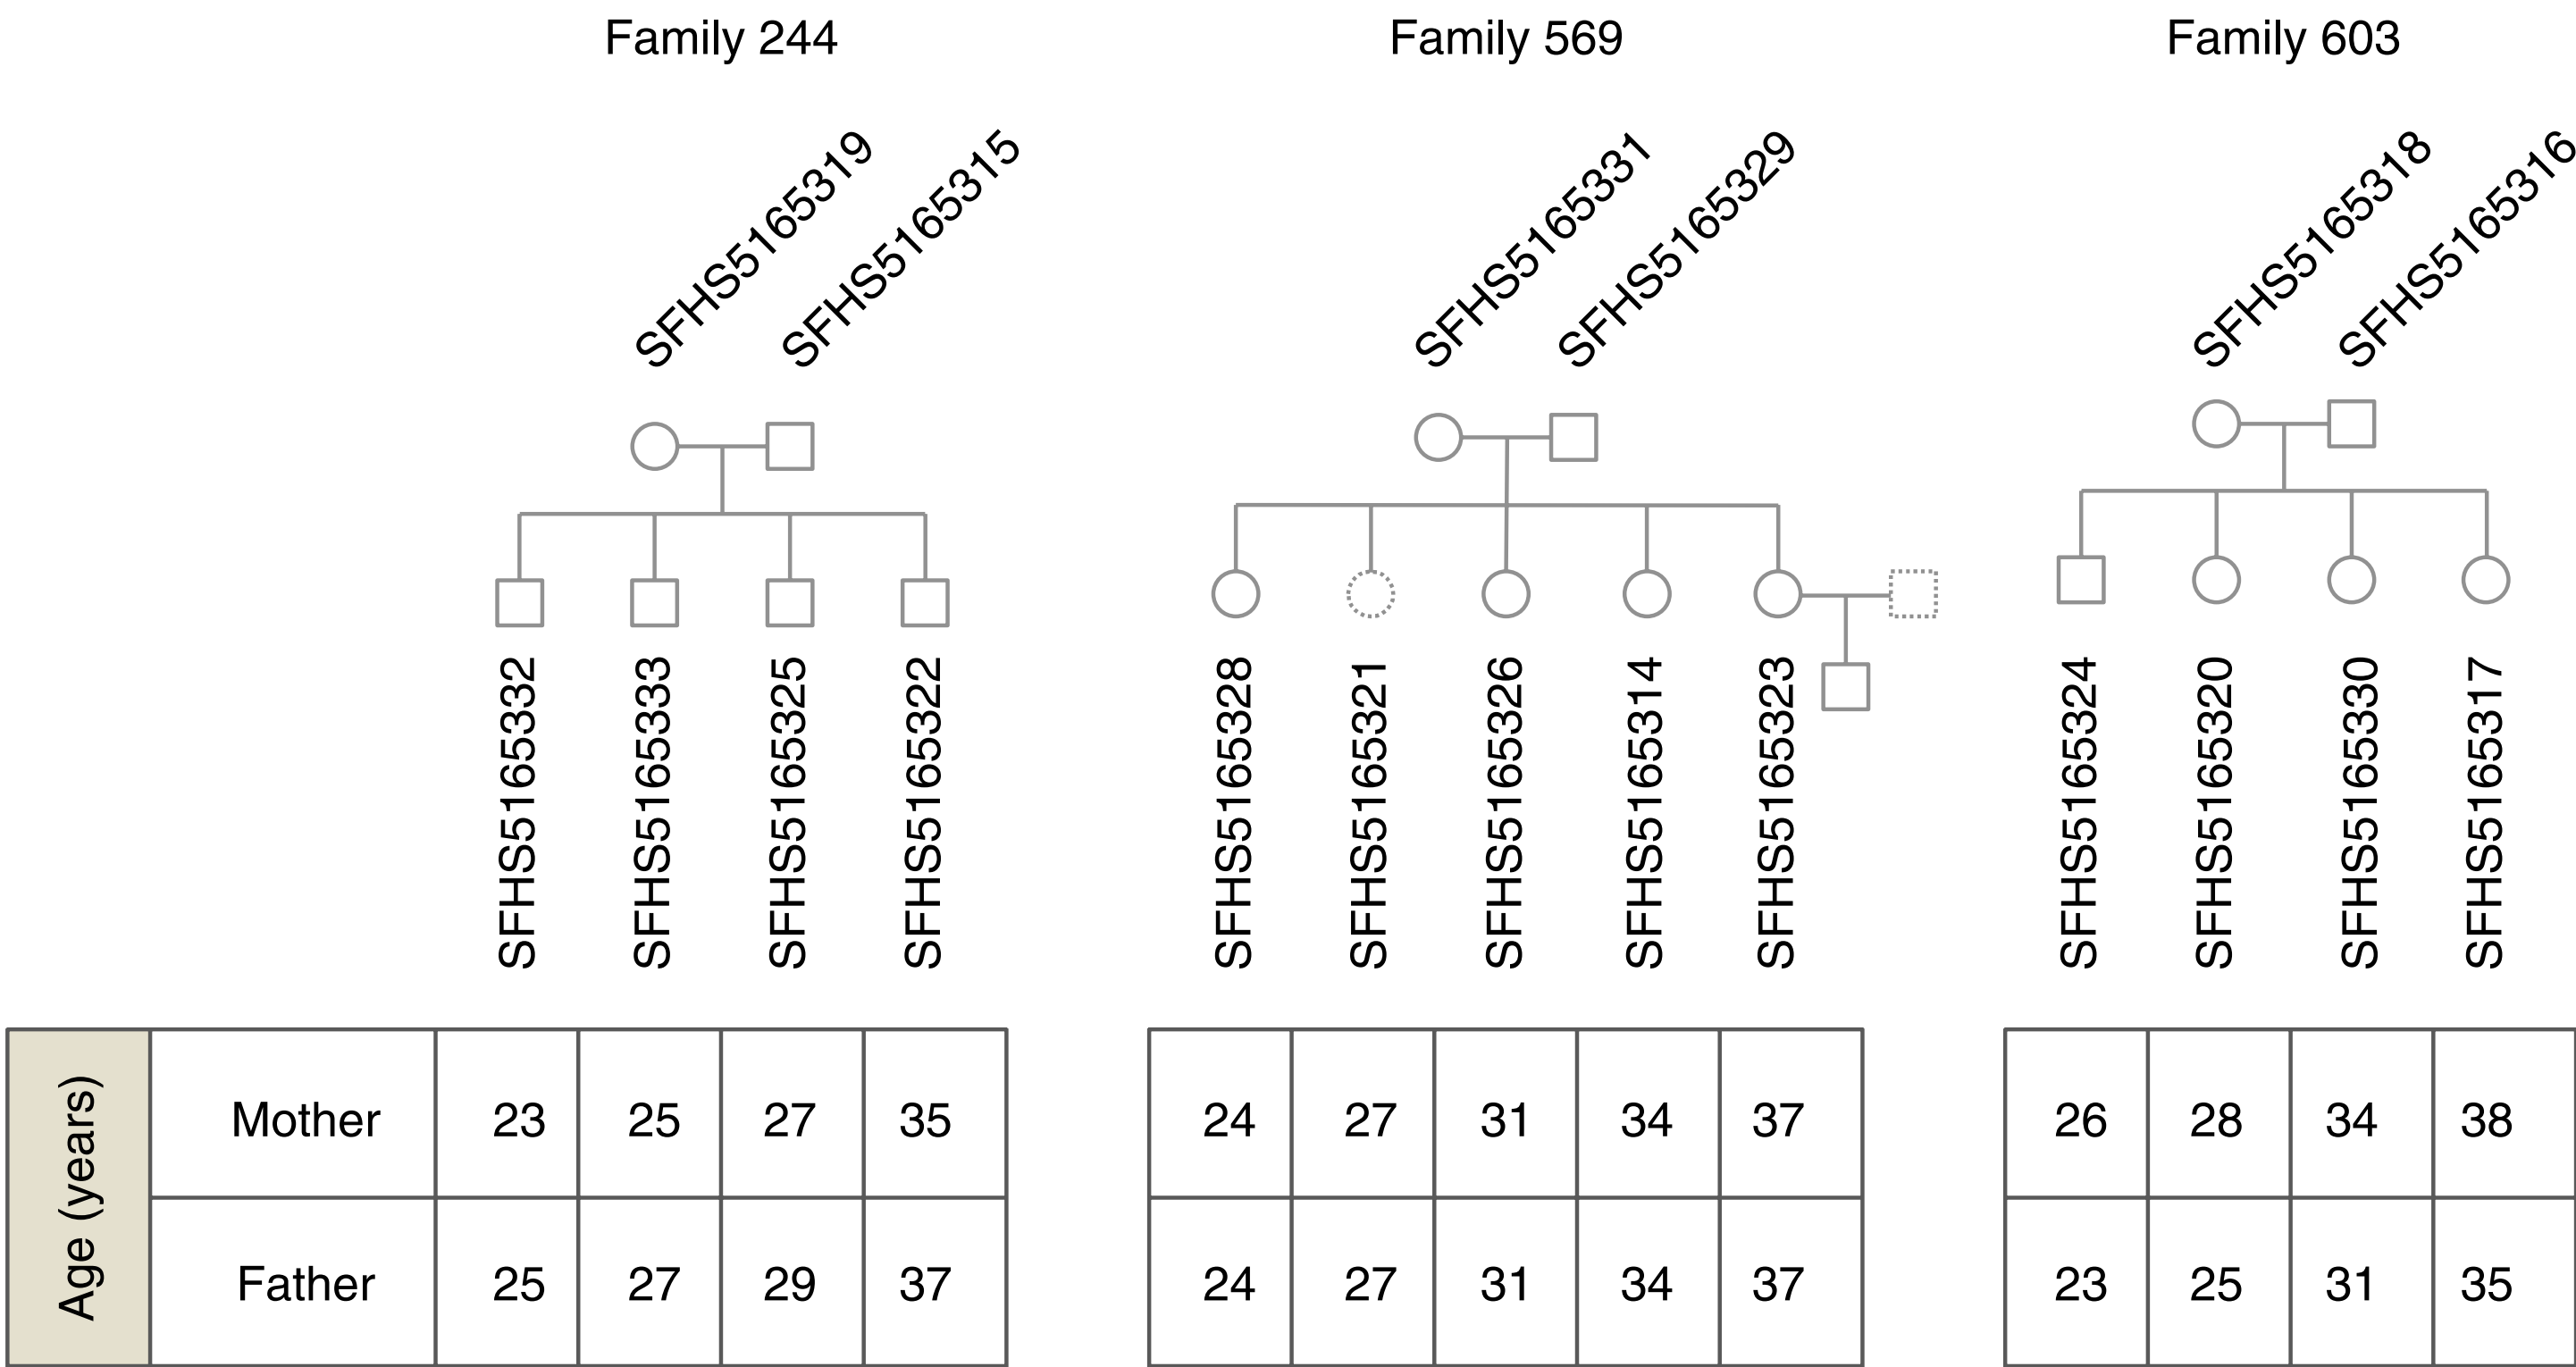 Family 244
Family 569
Family 603
SFHS5165319
SFHS5165315
SFHS5165331
SFHS5165329
SFHS5165318
SFHS5165316
SFHS5165332
SFHS5165333
SFHS5165325
SFHS5165322
SFHS5165328
SFHS5165321
SFHS5165326
SFHS5165314
SFHS5165323
SFHS5165324
SFHS5165320
SFHS5165330
SFHS5165317
Age (years)
Mother 23 25 27 35 24 27 31 34 37 26 28 34 38
Father 25 27 29 37 24 27 31 34 37 23 25 31 35